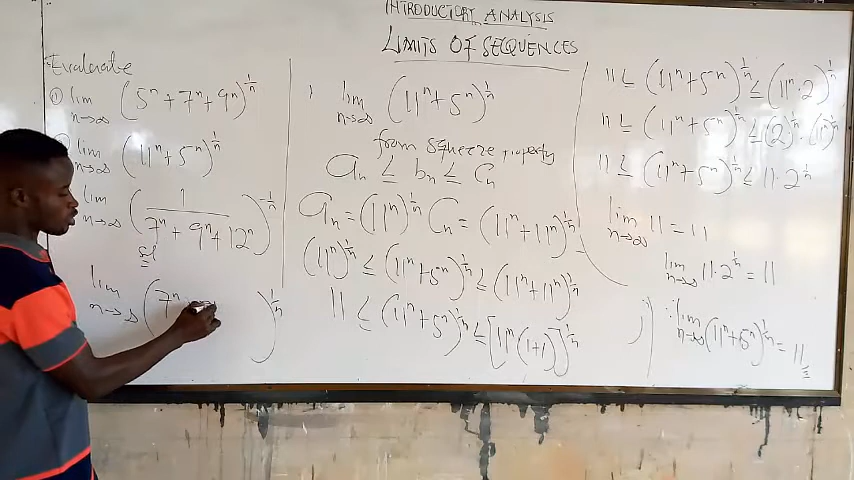 INTRODUCTORY ANALYSIS
LIMITS OF SEQUENCES
Evaluate
① lim n→∞ (5ⁿ + 7ⁿ + 9ⁿ)^{1/n}
lim n→∞ (11ⁿ + 5ⁿ)^{1/n}
lim n→∞ (1/(7ⁿ + 9ⁿ + 12ⁿ))^{-1/n}
sol
lim n→∞ (7ⁿ )^{1/n}
lim n→∞ (11ⁿ + 5ⁿ)^{1/n}
from squeeze property
aₙ ≤ bₙ ≤ cₙ
aₙ = (11ⁿ)^{1/n} Cₙ = (11ⁿ + 11ⁿ)^{1/n}
(11ⁿ)^{1/n} ≤ (11ⁿ + 5ⁿ)^{1/n} ≤ (11ⁿ + 11ⁿ)^{1/n}
11 ≤ (11ⁿ + 5ⁿ)^{1/n} ≤ [11ⁿ(1+1)]^{1/n}
11 ≤ (11ⁿ + 5ⁿ)^{1/n} ≤ (11ⁿ · 2)^{1/n}
11 ≤ (11ⁿ + 5ⁿ)^{1/n} ≤ (2)^{1/n} · (11ⁿ)^{1/n}
11 ≤ (11ⁿ + 5ⁿ)^{1/n} ≤ 11 · 2^{1/n}
lim n→∞ 11 = 11
lim n→∞ 11 · 2^{1/n} = 11
∴ lim n→∞ (11ⁿ + 5ⁿ)^{1/n} = 11